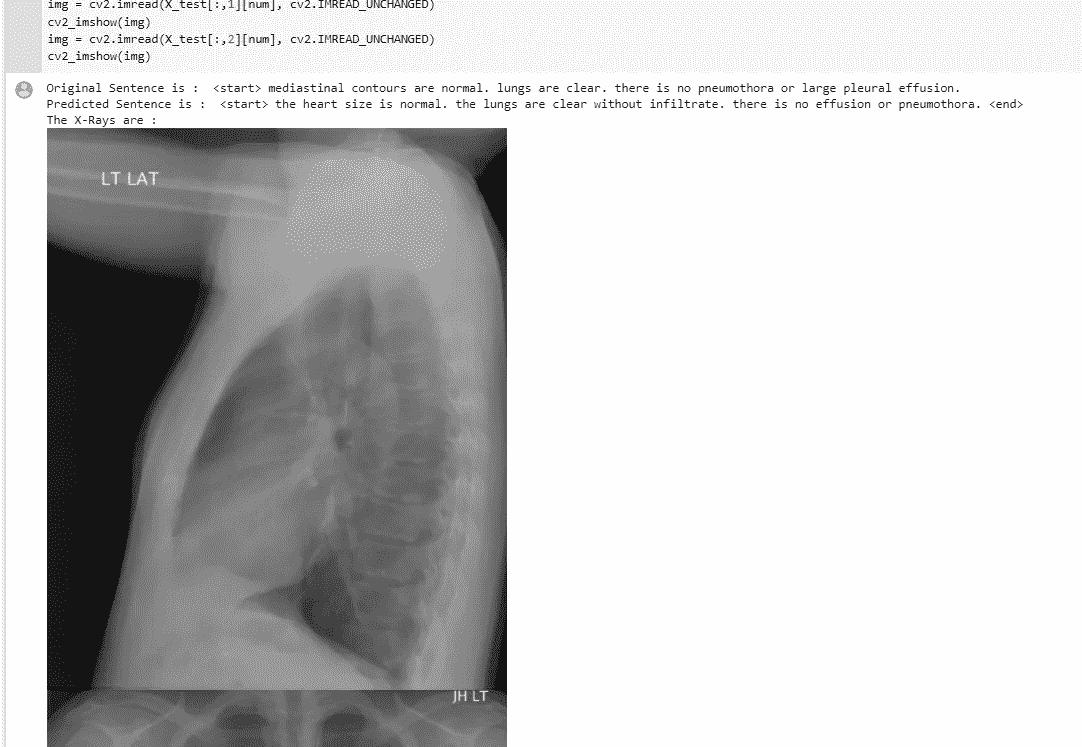 img = cv2.imread(X_test[:,1][num], cv2.IMREAD_UNCHANGED)
cv2_imshow(img)
img = cv2.imread(X_test[:,2][num], cv2.IMREAD_UNCHANGED)
cv2_imshow(img)
Original Sentence is :  <start> mediastinal contours are normal. lungs are clear. there is no pneumothora or large pleural effusion.
Predicted Sentence is :  <start> the heart size is normal. the lungs are clear without infiltrate. there is no effusion or pneumothora. <end>
The X-Rays are :
LT LAT
JH LT